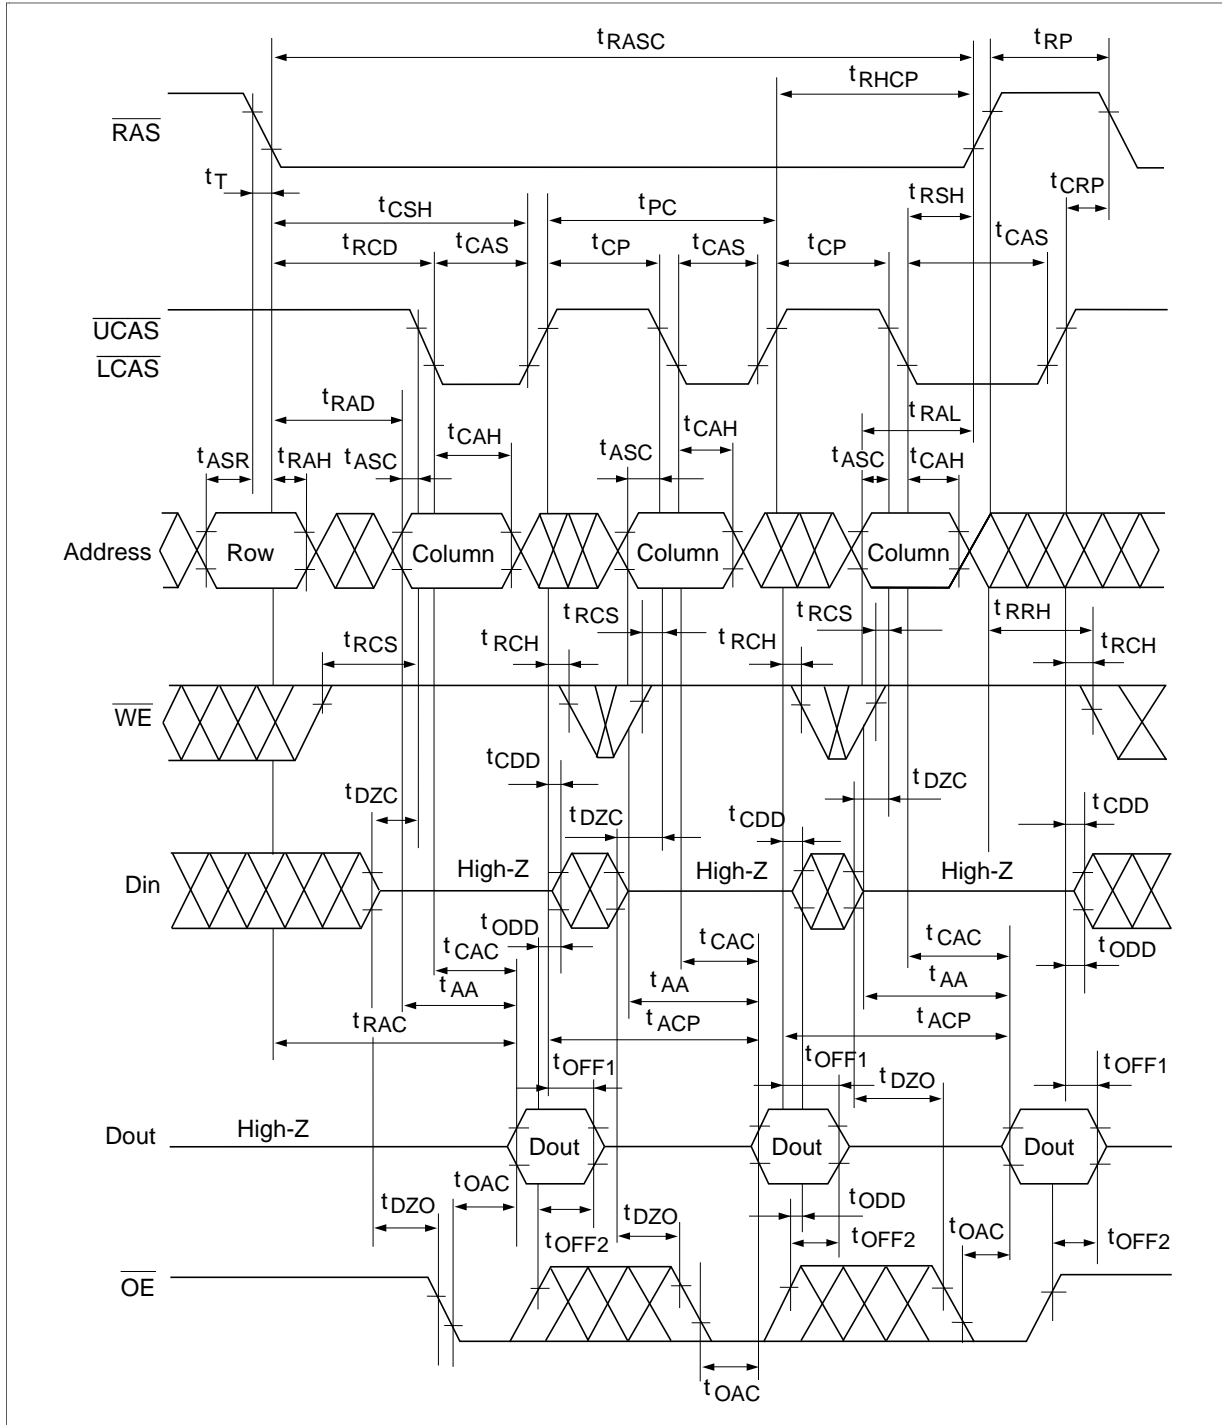 tRASC tRP
tRHCP
RAS
tT tCSH tPC tRSH tCRP
tRCD tCAS tCP tCAS tCP tCAS
UCAS
LCAS
tRAD tRAL
tASR tRAH tASC tCAH tASC tCAH tASC tCAH
Address Row Column Column Column
tRCS tRCH tRCS tRCH tRCS tRRH tRCH
WE
tDZC tCDD tDZC tCDD tDZC tCDD
Din High-Z High-Z High-Z
tODD tCAC tCAC tCAC tODD
tAA tAA tAA
tRAC tACP tACP
tOFF1 tOFF1 tDZO tOFF1
Dout High-Z Dout Dout Dout
tDZO tOAC tDZO tODD tOAC
tOFF2 tOFF2 tOFF2
OE
tOAC